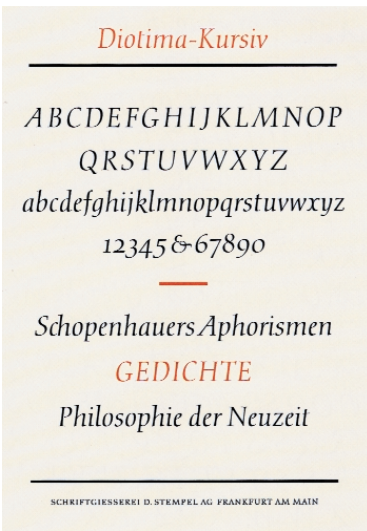 Diotima-Kursiv
ABCDEFGHIJKLMNOP
QRSTUVWXYZ
abcdefghijklmnopqrstuvwxyz
12345&67890
Schopenhauers Aphorismen
GEDICHTE
Philosophie der Neuzeit
SCHRIFTGIESSEREI D. STEMPEL AG FRANKFURT AM MAIN